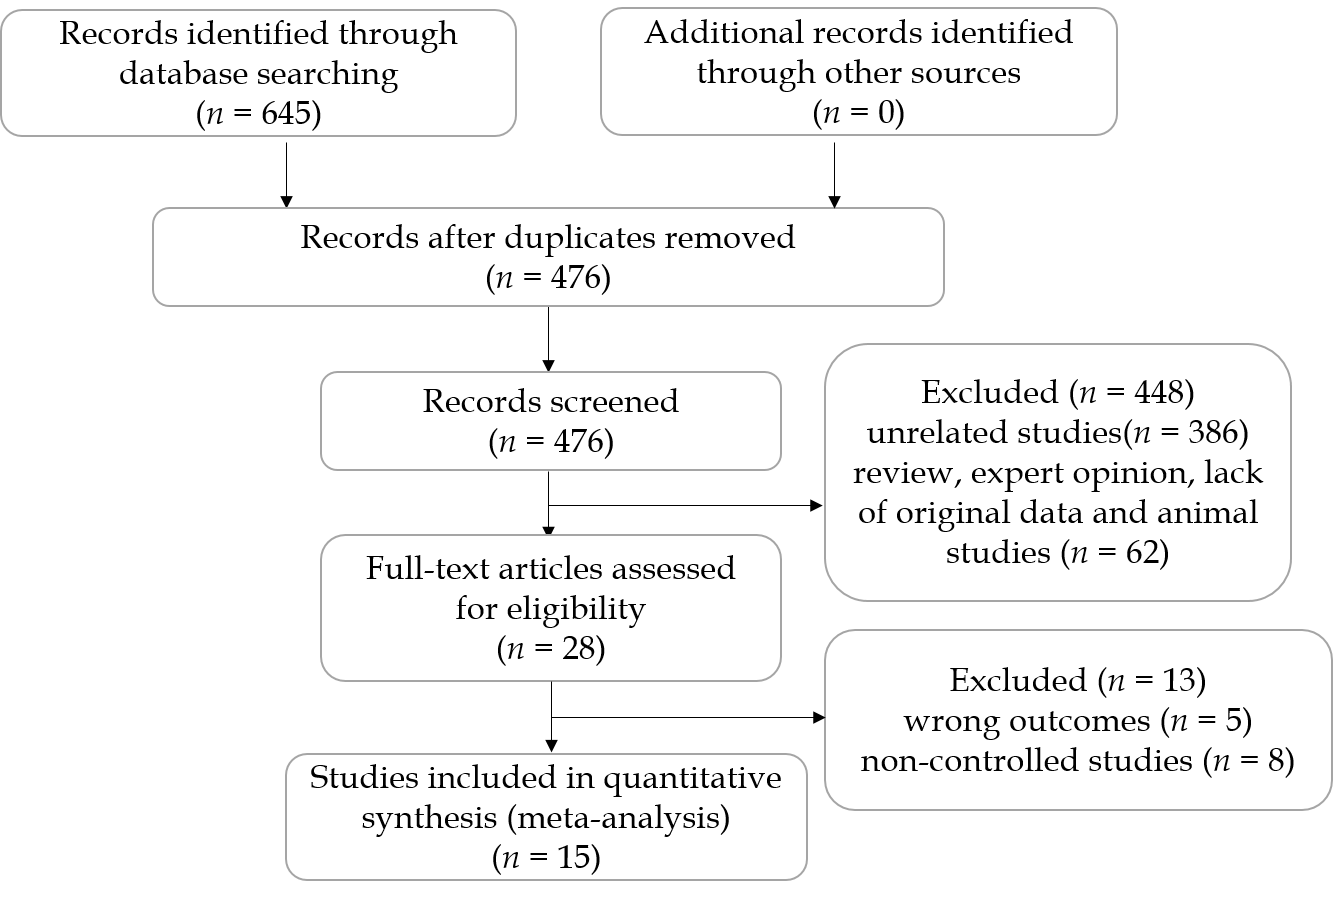 Records identified through
database searching
(n = 645)
Additional records identified
through other sources
(n = 0)
Records after duplicates removed
(n = 476)
Records screened
(n = 476)
Excluded (n = 448)
unrelated studies(n = 386)
review, expert opinion, lack
of original data and animal
studies (n = 62)
Full-text articles assessed
for eligibility
(n = 28)
Excluded (n = 13)
wrong outcomes (n = 5)
non-controlled studies (n = 8)
Studies included in quantitative
synthesis (meta-analysis)
(n = 15)